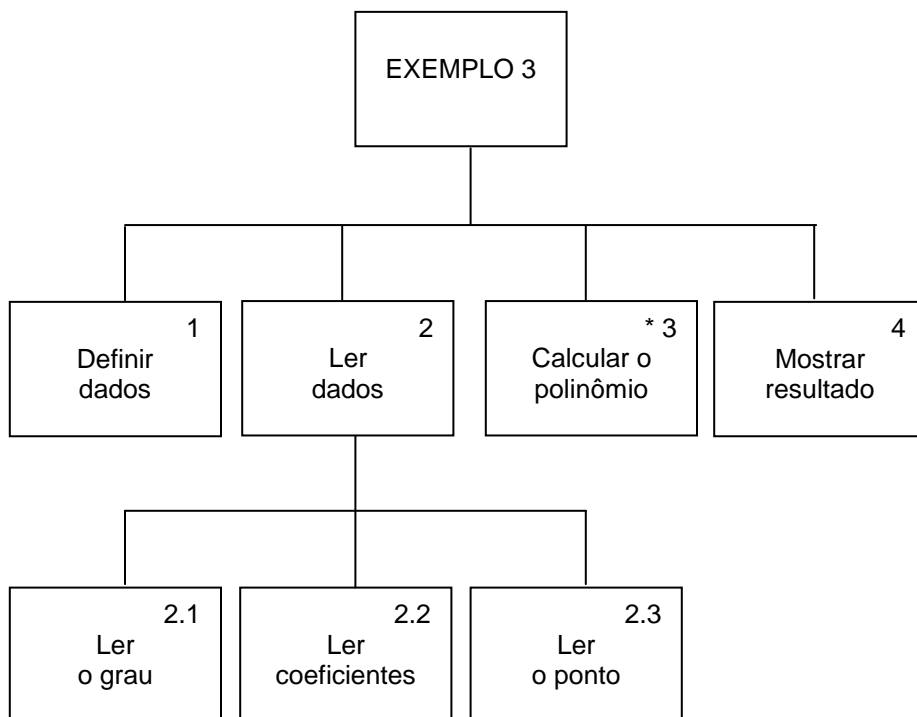 EXEMPLO 3
1
Definir
dados
2
Ler
dados
* 3
Calcular o
polinômio
4
Mostrar
resultado
2.1
Ler
o grau
2.2
Ler
coeficientes
2.3
Ler
o ponto